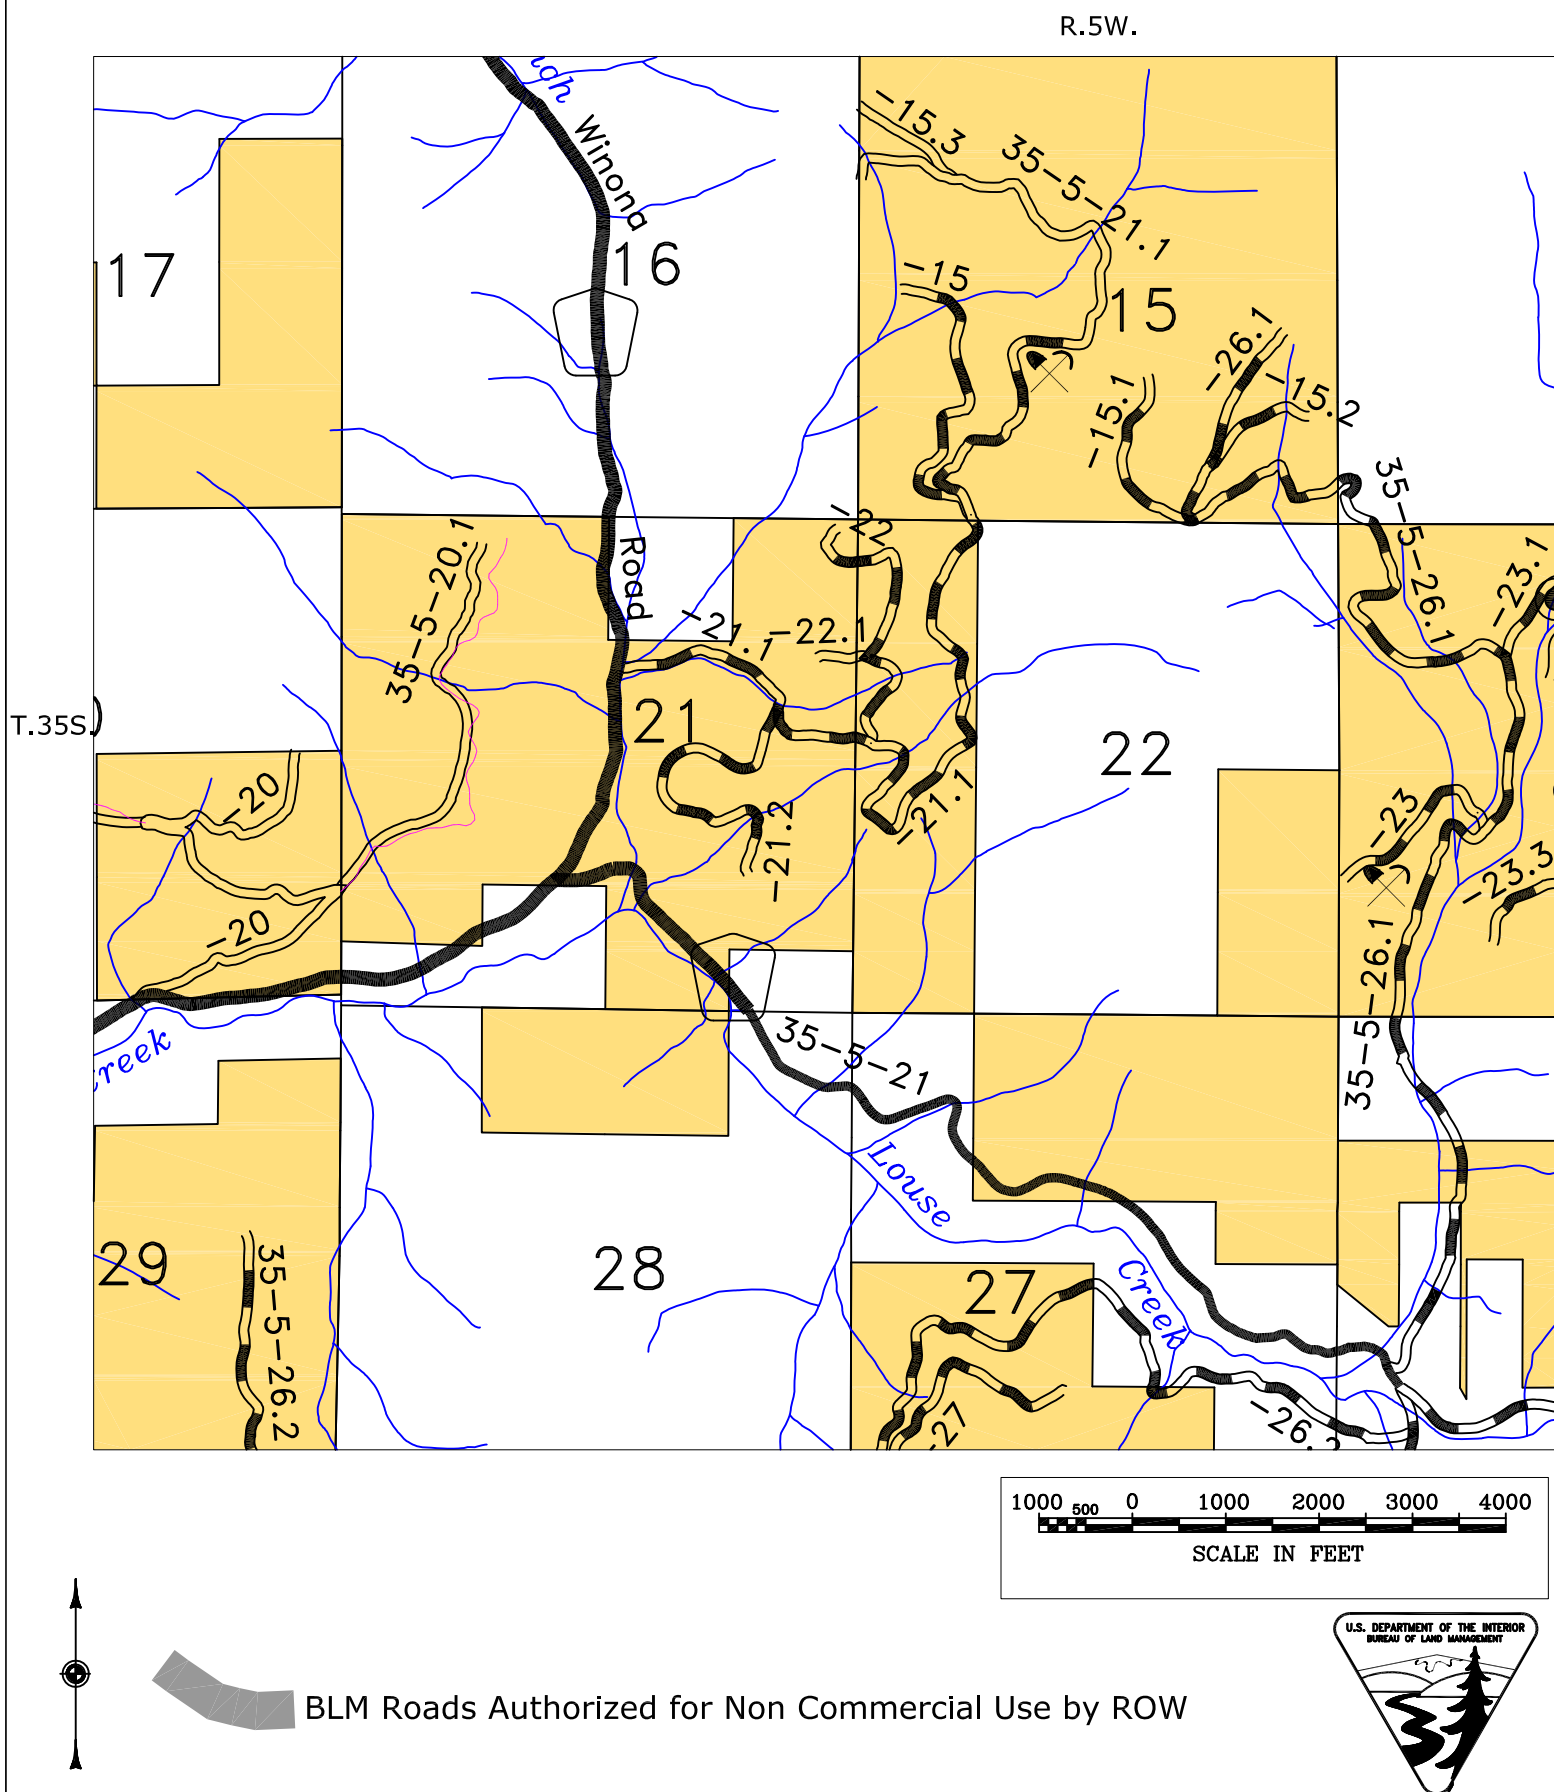 R.5W.
Winona
-15.3
35-5-21.1
17
16
-15
15
-26.1
-15.2
-15.1
35-5-26.1
-22
35-5-20.1
Road
-21.1
-22.1
-23.1
T.35S.
21
22
-20
-21.2
-21.1
-23
-23.3
-20
35-5-26.1
Creek
35-5-21
Louse
29
35-5-26.2
28
27
Creek
-27
-26.2
1000 500 0 1000 2000 3000 4000
SCALE IN FEET
U.S. DEPARTMENT OF THE INTERIOR
BUREAU OF LAND MANAGEMENT
BLM Roads Authorized for Non Commercial Use by ROW